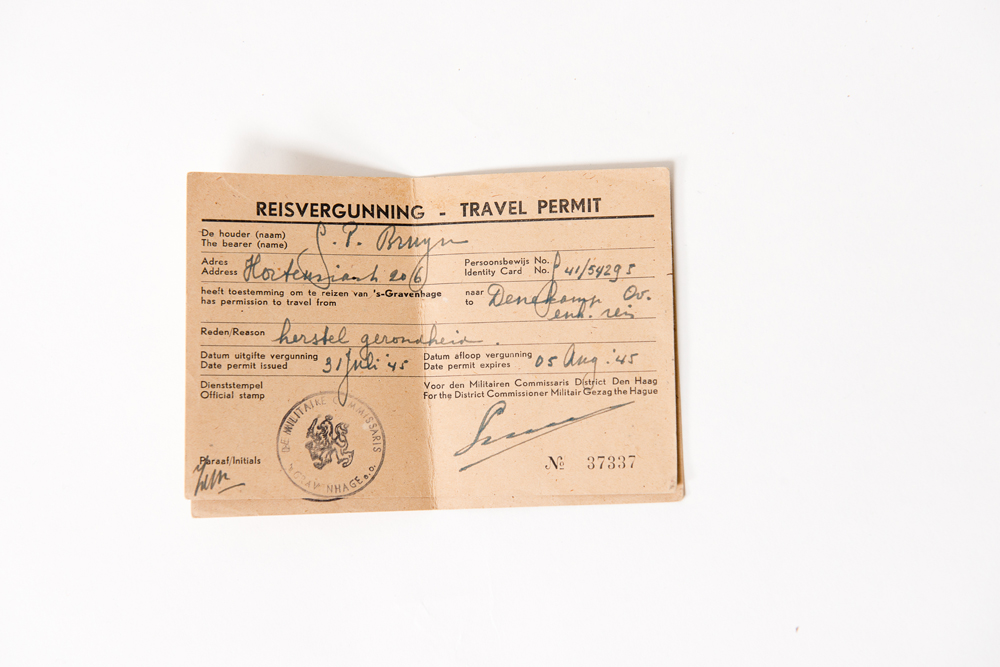 REISVERGUNNING - TRAVEL PERMIT
De houder (naam)
The bearer (name)
P. Bruyn
Adres
Address
206
Persoonsbewijs No.
Identity Card No.
41/54295
heeft toestemming om te reizen van 's-Gravenhage
has permission to travel from
naar
to
Denekamp Ov.
enk. reis
Reden/Reason
herstel gezondheid.
Datum uitgifte vergunning
Date permit issued
31 Juli '45
Datum afloop vergunning
Date permit expires
05 Aug. '45
Dienststempel
Official stamp
Voor den Militairen Commissaris District Den Haag
For the District Commissioner Militair Gezag the Hague
MILITAIRE COMMISSARIS
'S GRAVENHAGE e.o.
Paraaf/Initials
№ 37337